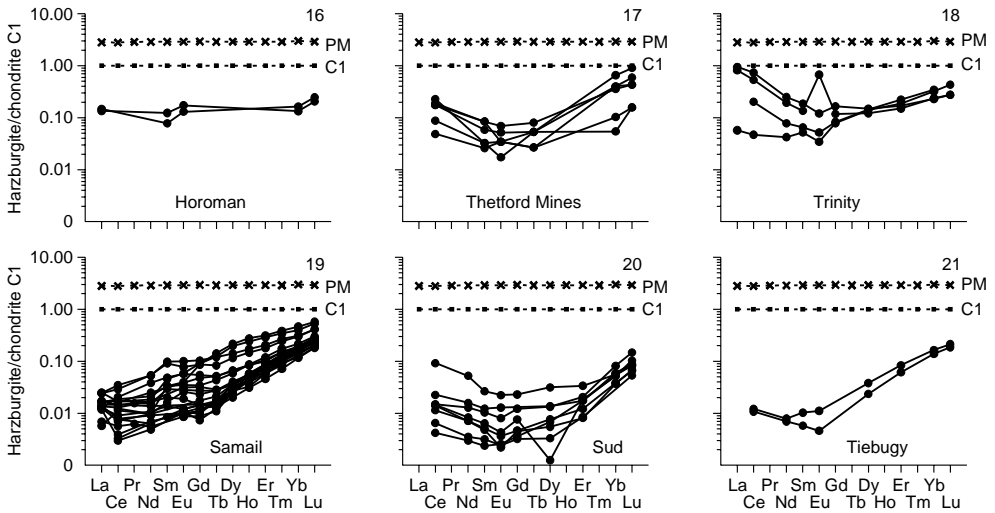 Harzburgite/chondrite C1
10.00
1.00
0.10
0.01
0
16
PM
C1
Horoman
17
PM
C1
Thetford Mines
18
PM
C1
Trinity
Harzburgite/chondrite C1
10.00
1.00
0.10
0.01
0
19
PM
C1
Samail
20
PM
C1
Sud
21
PM
C1
Tiebugy
La Pr Sm Gd Dy Er Yb
Ce Nd Eu Tb Ho Tm Lu
La Pr Sm Gd Dy Er Yb
Ce Nd Eu Tb Ho Tm Lu
La Pr Sm Gd Dy Er Yb
Ce Nd Eu Tb Ho Tm Lu